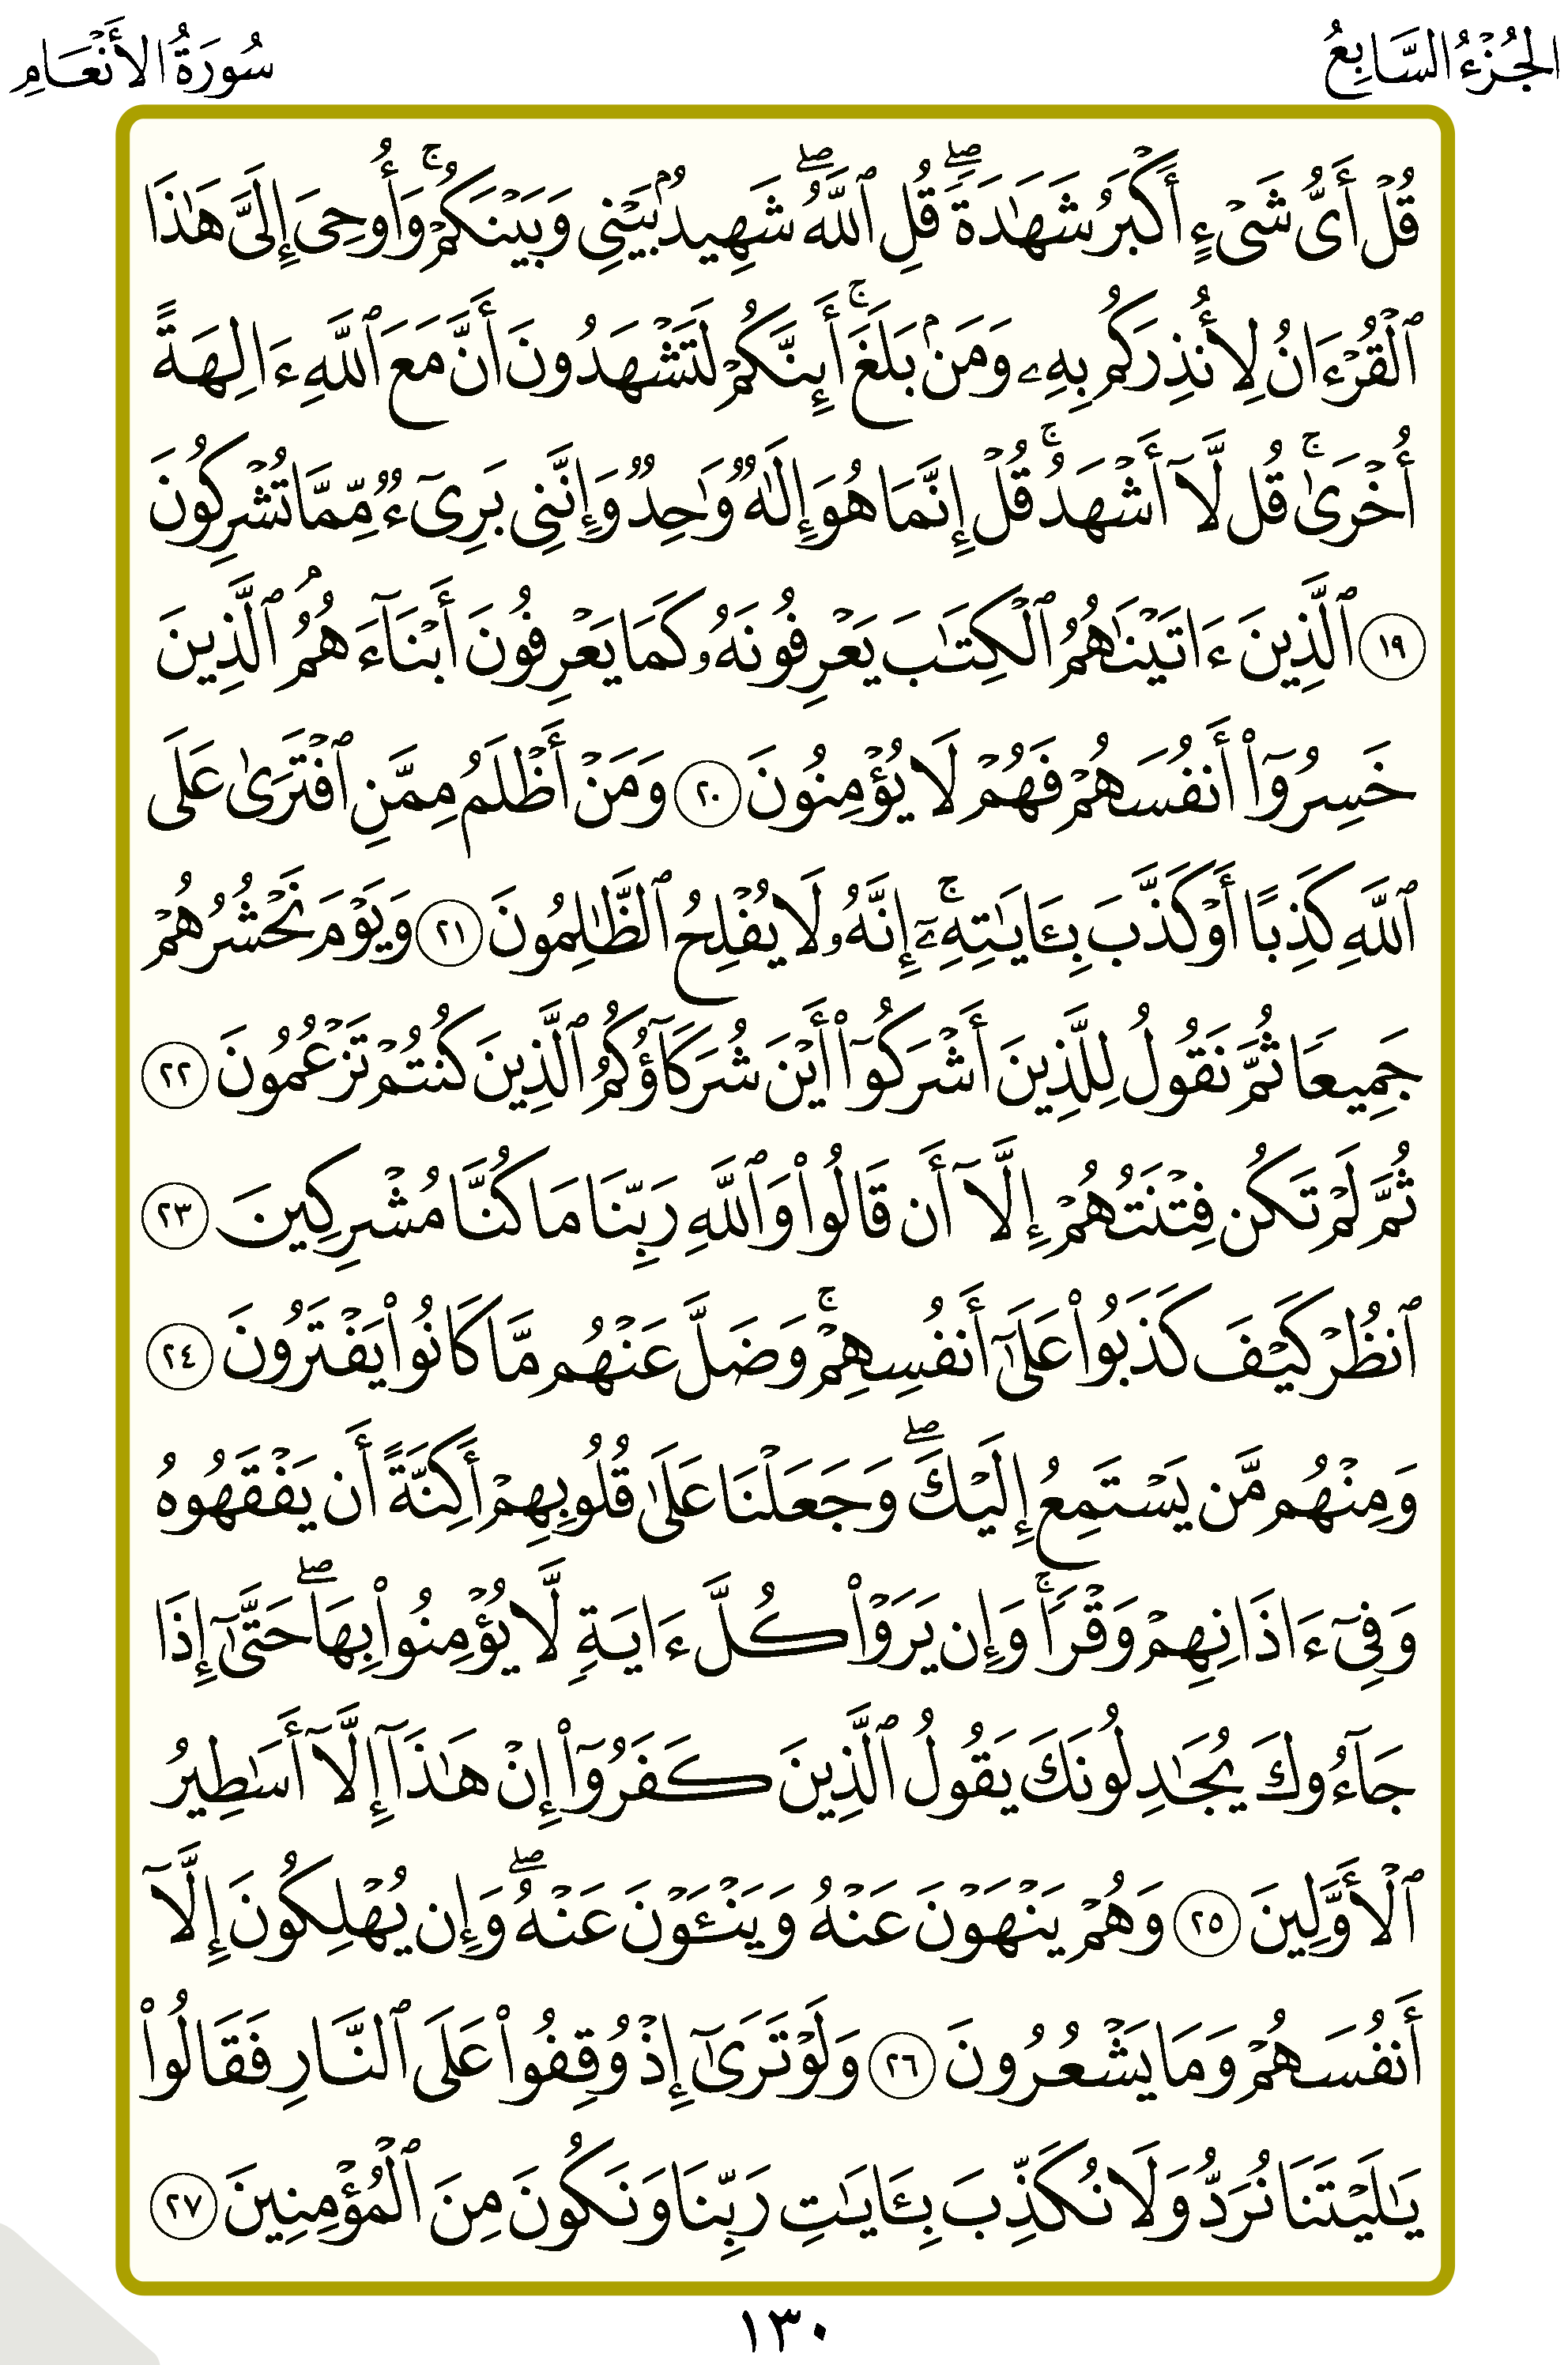 الجُزْءُ السَّابِعُ
سُورَةُ الأَنْعَامِ
قُلْ أَىُّ شَىْءٍ أَكْبَرُ شَهَٰدَةًۖ قُلِ ٱللَّهُۖ شَهِيدُۢ بَيْنِى وَبَيْنَكُمْۚ وَأُوحِىَ إِلَىَّ هَٰذَا
ٱلْقُرْءَانُ لِأُنذِرَكُم بِهِۦ وَمَنۢ بَلَغَۚ أَئِنَّكُمْ لَتَشْهَدُونَ أَنَّ مَعَ ٱللَّهِ ءَالِهَةً
أُخْرَىٰۚ قُل لَّآ أَشْهَدُۚ قُلْ إِنَّمَا هُوَ إِلَٰهٌ وَٰحِدٌ وَإِنَّنِى بَرِىٓءٌ مِّمَّا تُشْرِكُونَ
١٩ ٱلَّذِينَ ءَاتَيْنَٰهُمُ ٱلْكِتَٰبَ يَعْرِفُونَهُۥ كَمَا يَعْرِفُونَ أَبْنَآءَهُمُۘ ٱلَّذِينَ
خَسِرُوٓا۟ أَنفُسَهُمْ فَهُمْ لَا يُؤْمِنُونَ ٢٠ وَمَنْ أَظْلَمُ مِمَّنِ ٱفْتَرَىٰ عَلَى
ٱللَّهِ كَذِبًا أَوْ كَذَّبَ بِـَٔايَٰتِهِۦٓۚ إِنَّهُۥ لَا يُفْلِحُ ٱلظَّٰلِمُونَ ٢١ وَيَوْمَ نَحْشُرُهُمْ
جَمِيعًا ثُمَّ نَقُولُ لِلَّذِينَ أَشْرَكُوٓا۟ أَيْنَ شُرَكَآؤُكُمُ ٱلَّذِينَ كُنتُمْ تَزْعُمُونَ ٢٢
ثُمَّ لَمْ تَكُن فِتْنَتُهُمْ إِلَّآ أَن قَالُوا۟ وَٱللَّهِ رَبِّنَا مَا كُنَّا مُشْرِكِينَ ٢٣
ٱنظُرْ كَيْفَ كَذَبُوا۟ عَلَىٰٓ أَنفُسِهِمْۚ وَضَلَّ عَنْهُم مَّا كَانُوا۟ يَفْتَرُونَ ٢٤
وَمِنْهُم مَّن يَسْتَمِعُ إِلَيْكَۖ وَجَعَلْنَا عَلَىٰ قُلُوبِهِمْ أَكِنَّةً أَن يَفْقَهُوهُ
وَفِىٓ ءَاذَانِهِمْ وَقْرًاۚ وَإِن يَرَوْا۟ كُلَّ ءَايَةٍ لَّا يُؤْمِنُوا۟ بِهَاۖ حَتَّىٰٓ إِذَا
جَآءُوكَ يُجَٰدِلُونَكَ يَقُولُ ٱلَّذِينَ كَفَرُوٓا۟ إِنْ هَٰذَآ إِلَّآ أَسَٰطِيرُ
ٱلْأَوَّلِينَ ٢٥ وَهُمْ يَنْهَوْنَ عَنْهُ وَيَنْـَٔوْنَ عَنْهُۖ وَإِن يُهْلِكُونَ إِلَّآ
أَنفُسَهُمْ وَمَا يَشْعُرُونَ ٢٦ وَلَوْ تَرَىٰٓ إِذْ وُقِفُوا۟ عَلَى ٱلنَّارِ فَقَالُوا۟
يَٰلَيْتَنَا نُرَدُّ وَلَا نُكَذِّبَ بِـَٔايَٰتِ رَبِّنَا وَنَكُونَ مِنَ ٱلْمُؤْمِنِينَ ٢٧
١٣٠